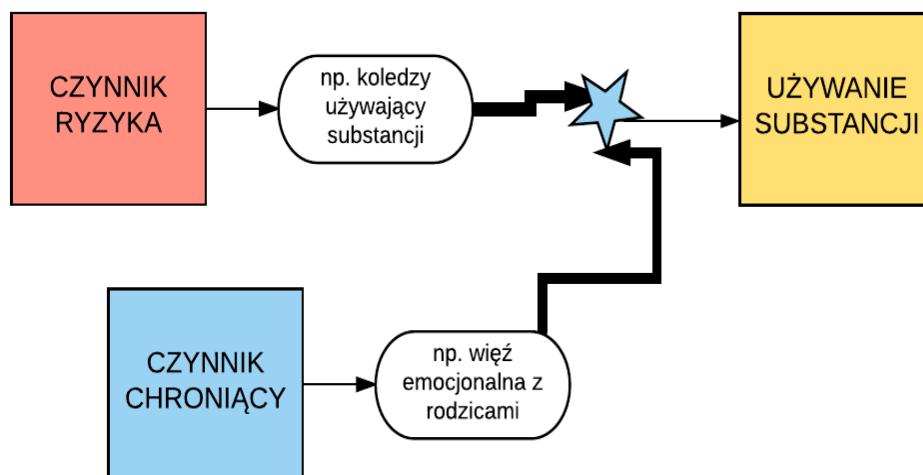 CZYNNIK
RYZYKA
np. koledzy
używający
substancji
UŻYWANIE
SUBSTANCJI
CZYNNIK
CHRONIĄCY
np. więź
emocjonalna z
rodzicami